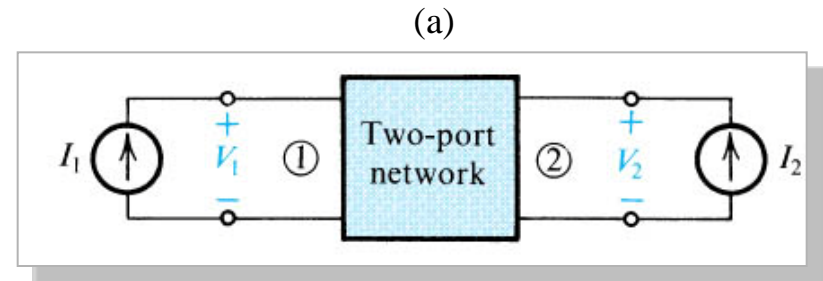 (a)
+ +
I₁ V₁ ① Two-port network ② V₂ I₂
− −